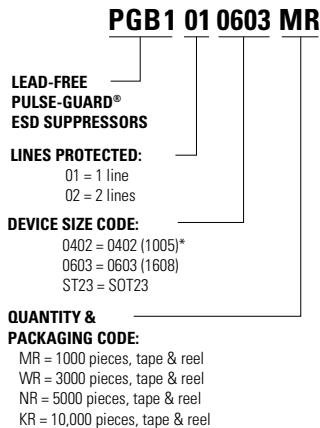 PGB1 01 0603 MR
LEAD-FREE
PULSE-GUARD®
ESD SUPPRESSORS
LINES PROTECTED:
01 = 1 line
02 = 2 lines
DEVICE SIZE CODE:
0402 = 0402 (1005)*
0603 = 0603 (1608)
ST23 = SOT23
QUANTITY &
PACKAGING CODE:
MR = 1000 pieces, tape & reel
WR = 3000 pieces, tape & reel
NR = 5000 pieces, tape & reel
KR = 10,000 pieces, tape & reel